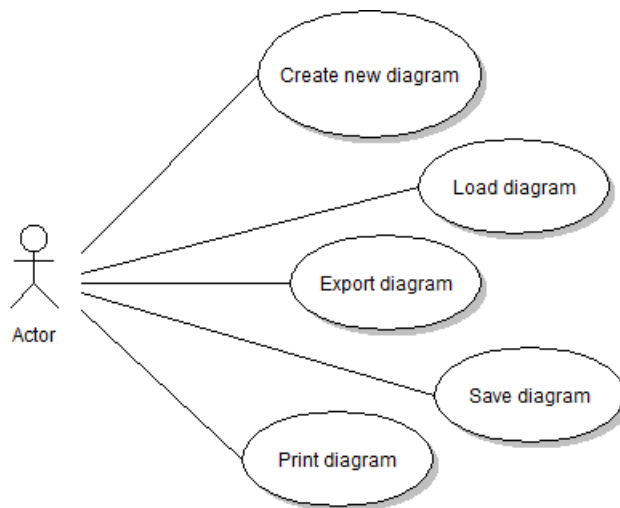 Create new diagram
Load diagram
Export diagram
Actor
Save diagram
Print diagram